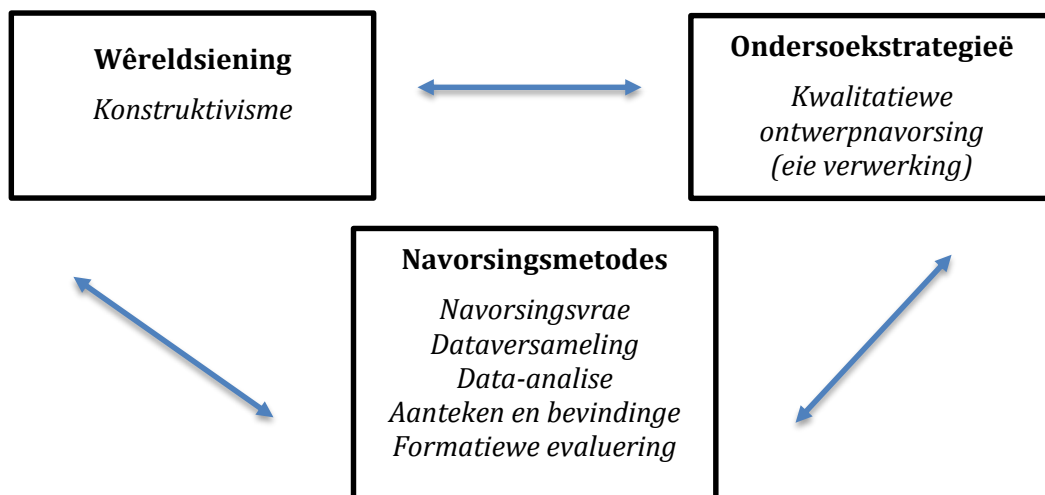 Wêreldsiening
Konstruktivisme
Ondersoekstrategieë
Kwalitatiewe
ontwerpnavorsing
(eie verwerking)
Navorsingsmetodes
Navorsingsvrae
Dataversameling
Data-analise
Aanteken en bevindinge
Formatiewe evaluering